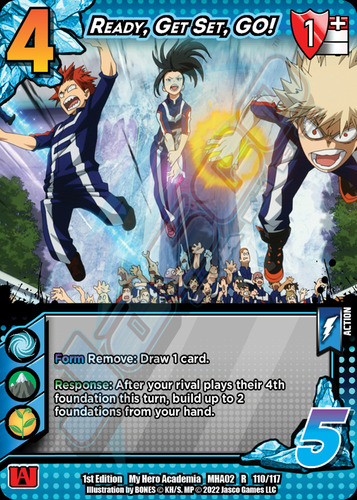 4
READY, GET SET, GO!
1+
ACTION
Form Remove: Draw 1 card.
Response: After your rival plays their 4th
foundation this turn, build up to 2
foundations from your hand.
5
1st Edition My Hero Academia MHA02 R 110/117
Illustration by BONES © KH/S. MP © 2022 Jasco Games LLC